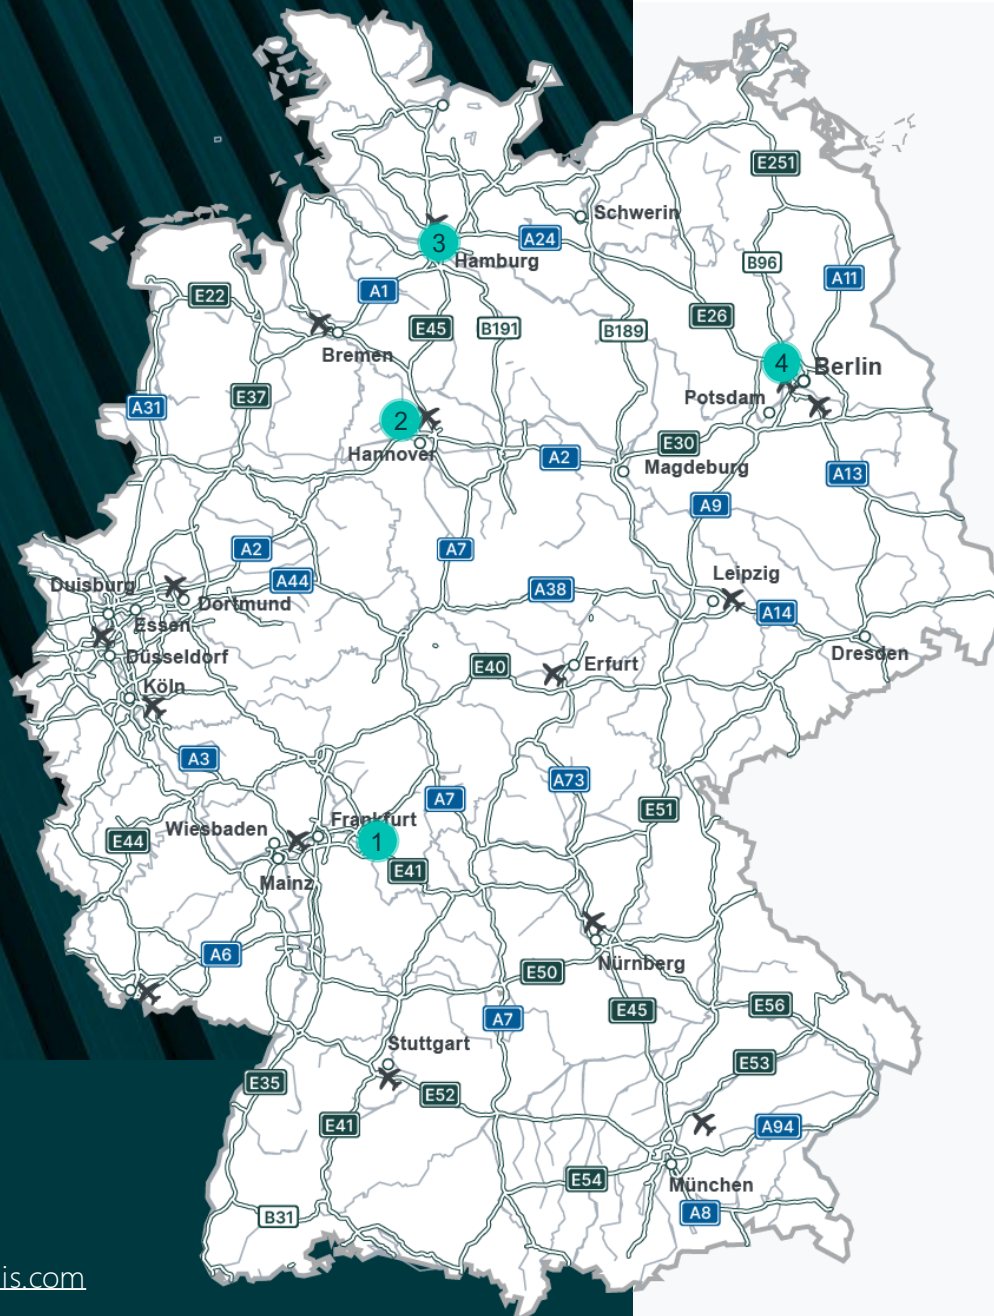 E251
Schwerin
3
A24
Hamburg
B96
A11
A1
E22
E26
E45
B191
B189
Bremen
4
Berlin
E37
Potsdam
A31
2
E30
Hannover
A2
Magdeburg
A13
A9
A2
A7
Leipzig
Duisburg
A44
A38
Dortmund
A14
Essen
Dresden
Düsseldorf
E40
Erfurt
Köln
A3
A73
A7
E51
Frankfurt
Wiesbaden
E44
1
E41
Mainz
A6
Nürnberg
E50
E45
E56
A7
Stuttgart
E53
E35
E52
E41
A94
E54
München
A8
B31
is.com